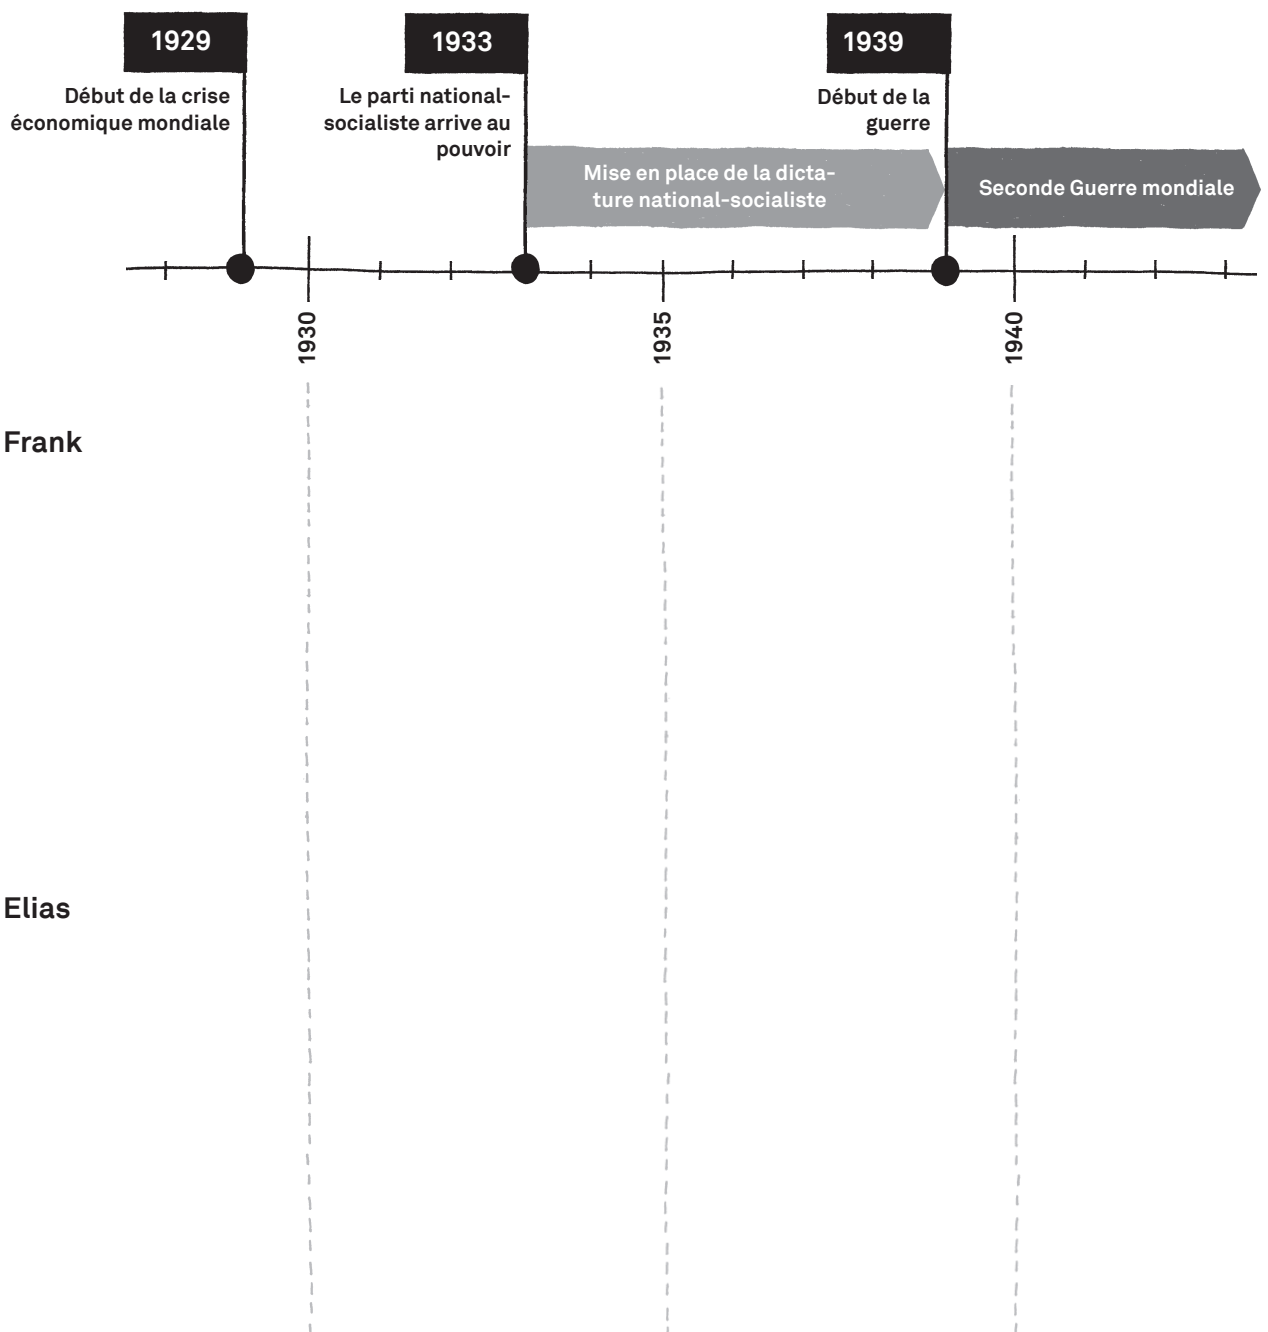 1929
Début de la crise
économique mondiale
1933
Le parti national-
socialiste arrive au
pouvoir
1939
Début de la
guerre
Mise en place de la dicta-
ture national-socialiste
Seconde Guerre mondiale
1930
1935
1940
Frank
Elias